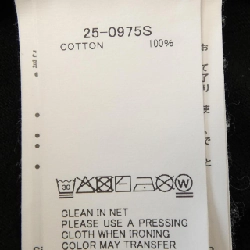 25-0975S
COTTON 100%
CLEAN IN NET
PLEASE USE A PRESSING
CLOTH WHEN IRONING
COLOR MAY TRANSFER